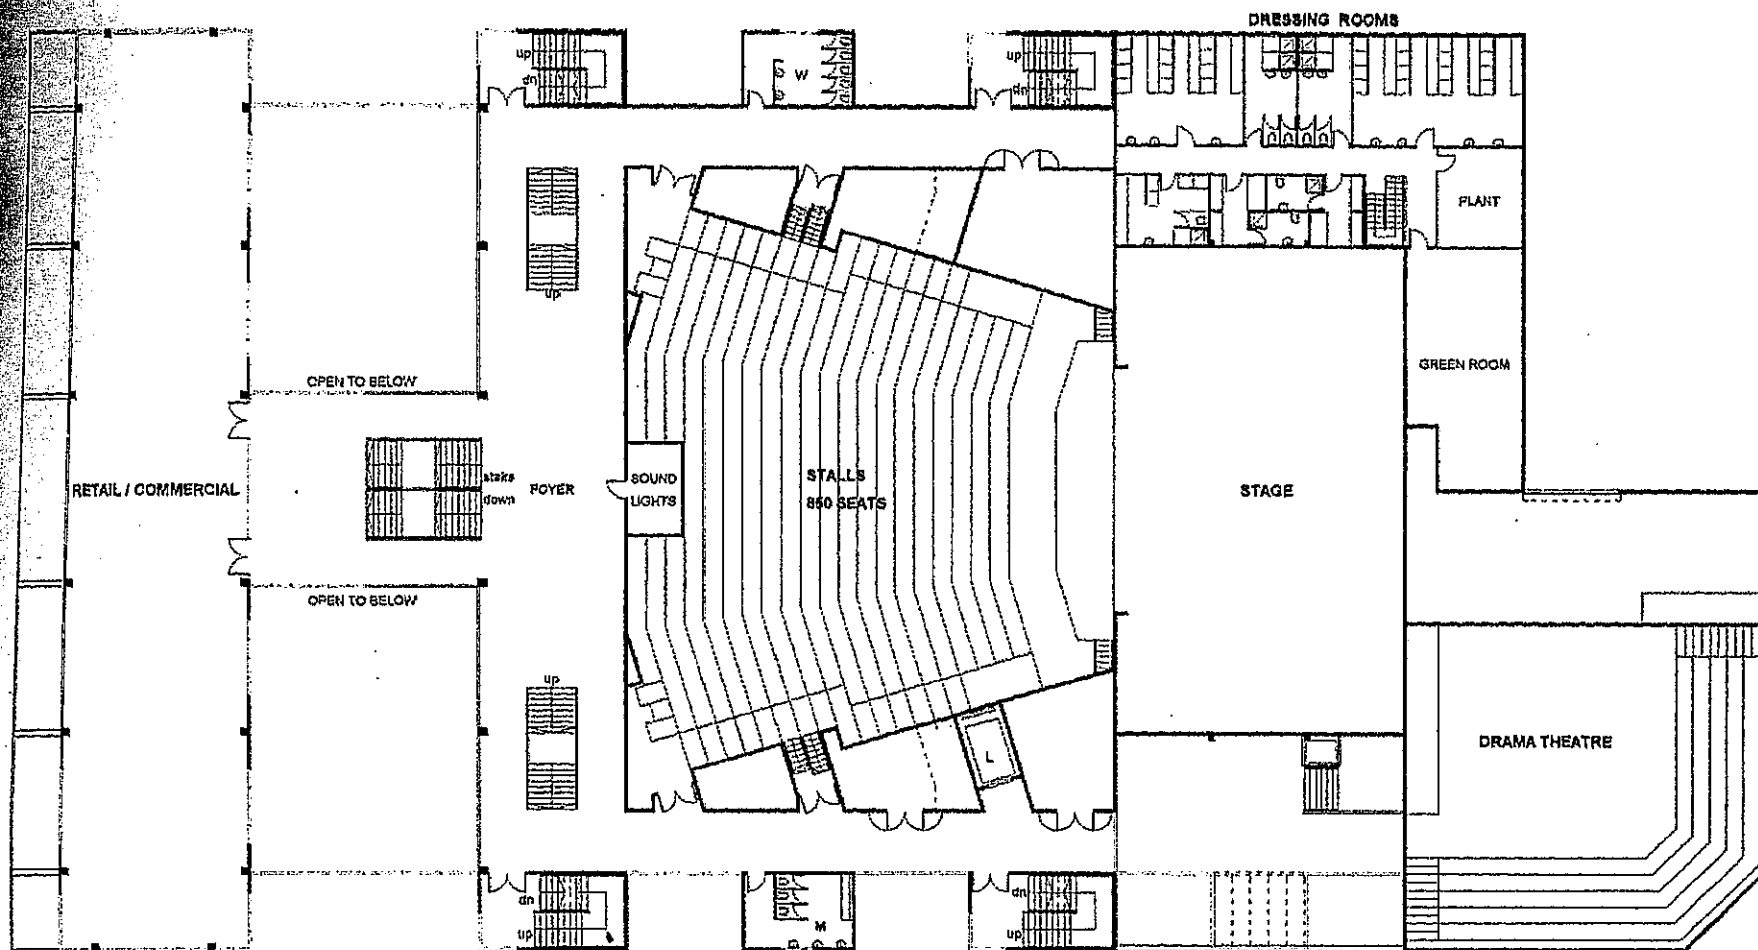 DRESSING ROOMS
up
dn
W
up
dn
PLANT
up
GREEN ROOM
OPEN TO BELOW
RETAIL / COMMERCIAL
stairs
down
FOYER
SOUND
LIGHTS
STALLS
850 SEATS
STAGE
OPEN TO BELOW
up
DRAMA THEATRE
L
dn
up
M
dn
up